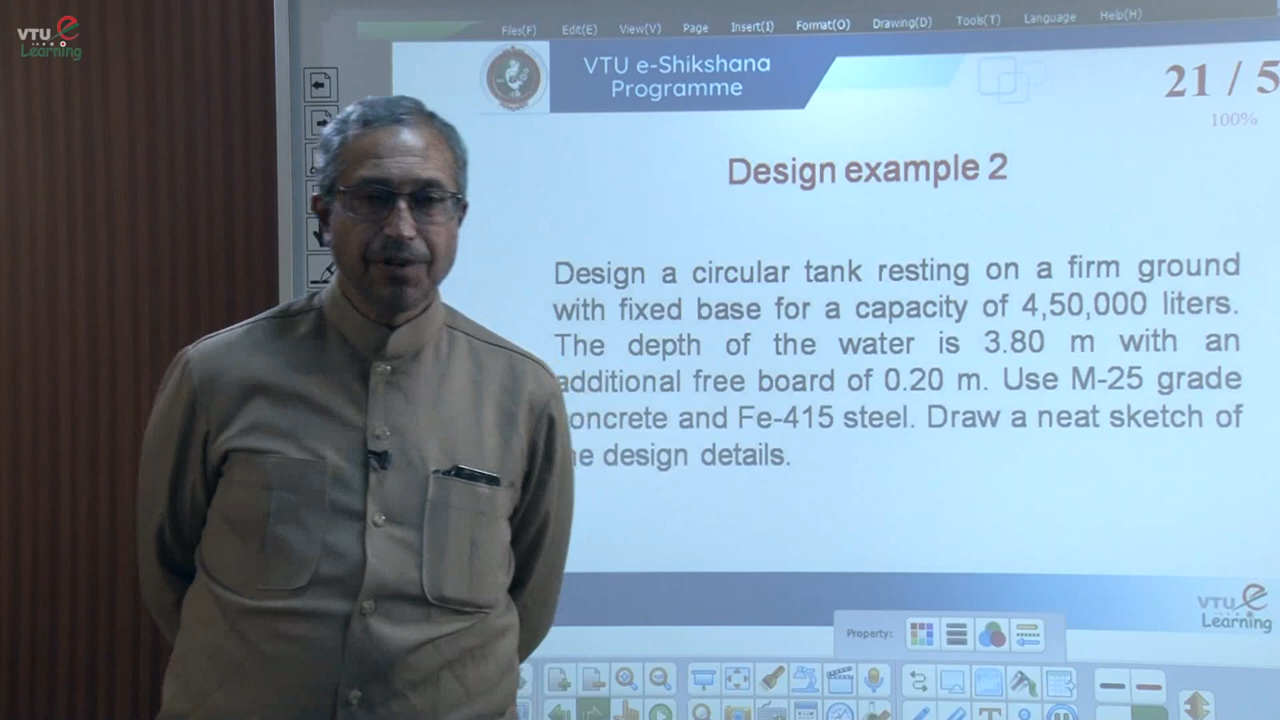 VTU e
Learning
Files(F) Edit(E) View(V) Page Insert(I) Format(O) Drawing(D) Tools(T) Language Help(H)
VTU e-Shikshana
Programme
21 / 5
100%
Design example 2
Design a circular tank resting on a firm ground
with fixed base for a capacity of 4,50,000 liters.
The depth of the water is 3.80 m with an
additional free board of 0.20 m. Use M-25 grade
oncrete and Fe-415 steel. Draw a neat sketch of
e design details.
VTU e
Learning
Property: